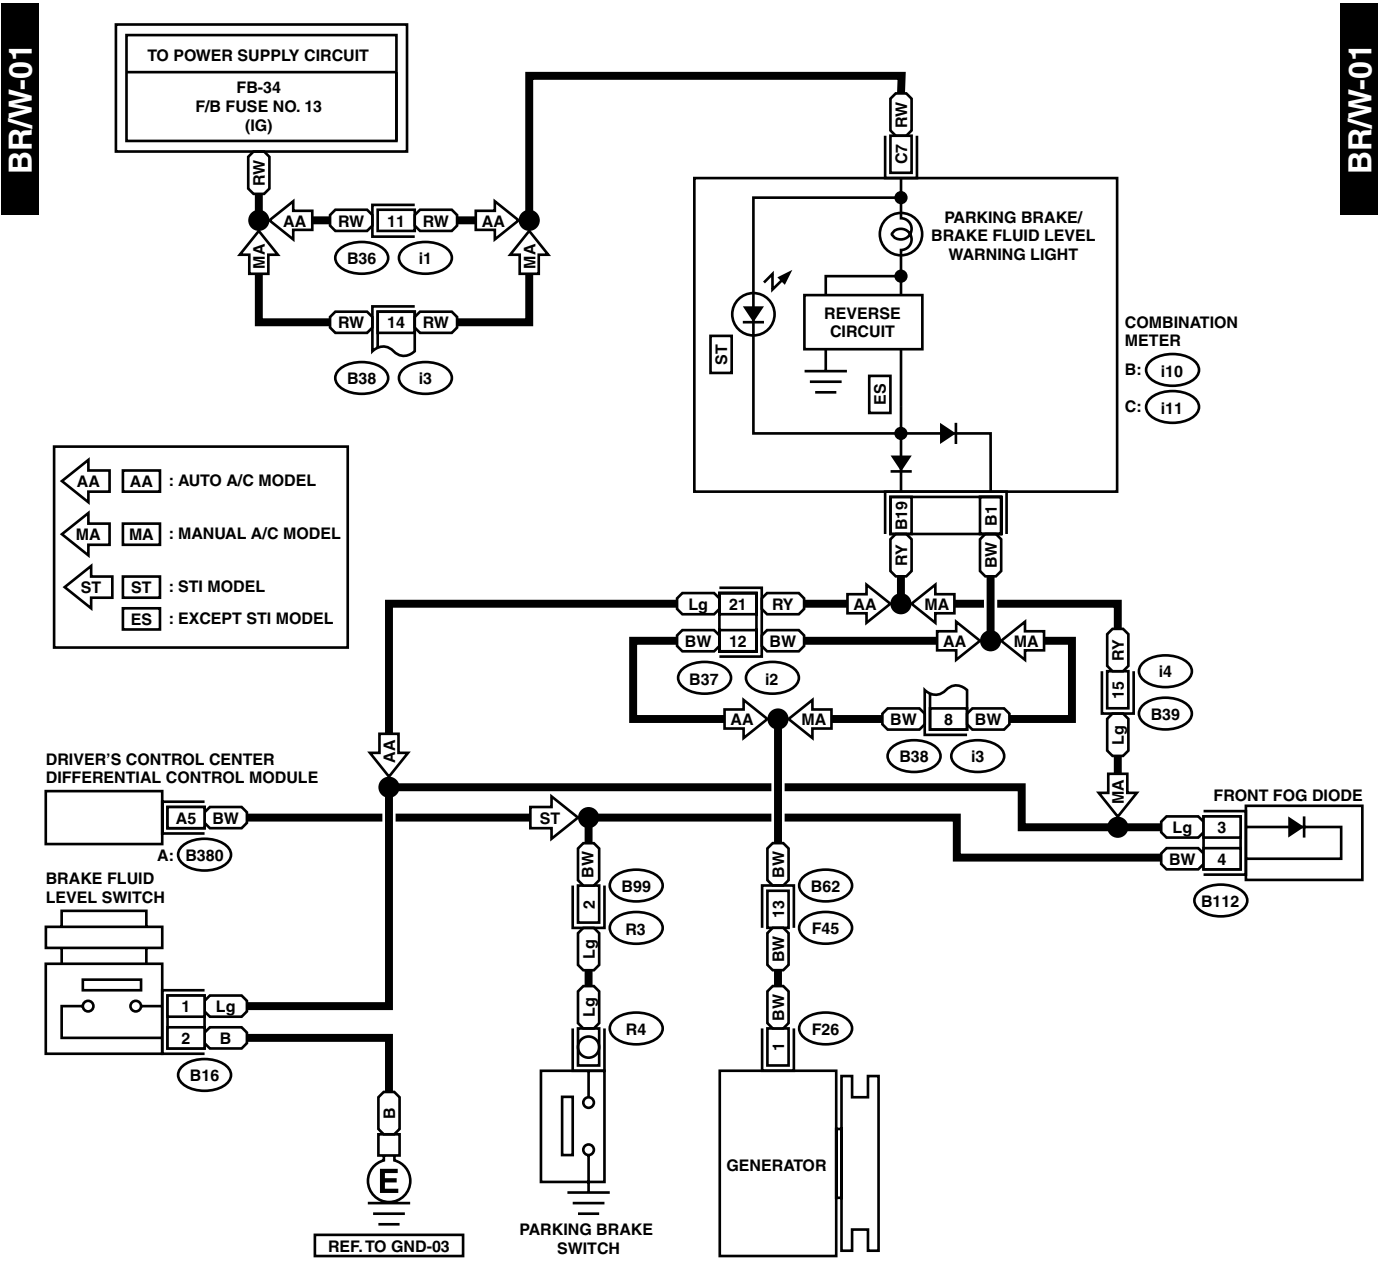 BR/W-01
BR/W-01
TO POWER SUPPLY CIRCUIT
FB-34
F/B FUSE NO. 13
(IG)
RW
RW
C7
AA RW 11 RW AA
B36 i1
MA MA
RW 14 RW
B38 i3
PARKING BRAKE/
BRAKE FLUID LEVEL
WARNING LIGHT
REVERSE
CIRCUIT
ST
ES
COMBINATION
METER
B: i10
C: i11
B19 B1
RY BW
AA AA : AUTO A/C MODEL
MA MA : MANUAL A/C MODEL
ST ST : STI MODEL
ES : EXCEPT STI MODEL
Lg 21 RY AA MA
BW 12 BW AA MA
B37 i2
RY
15
Lg
i4
B39
AA MA BW 8 BW
B38 i3
AA
MA
DRIVER'S CONTROL CENTER
DIFFERENTIAL CONTROL MODULE
A5 BW
A: B380
ST
FRONT FOG DIODE
Lg 3
BW 4
B112
BRAKE FLUID
LEVEL SWITCH
1 Lg
2 B
B16
B
E
REF. TO GND-03
BW
2
Lg
B99
R3
Lg
R4
PARKING BRAKE
SWITCH
BW
13
BW
B62
F45
BW
1
F26
GENERATOR